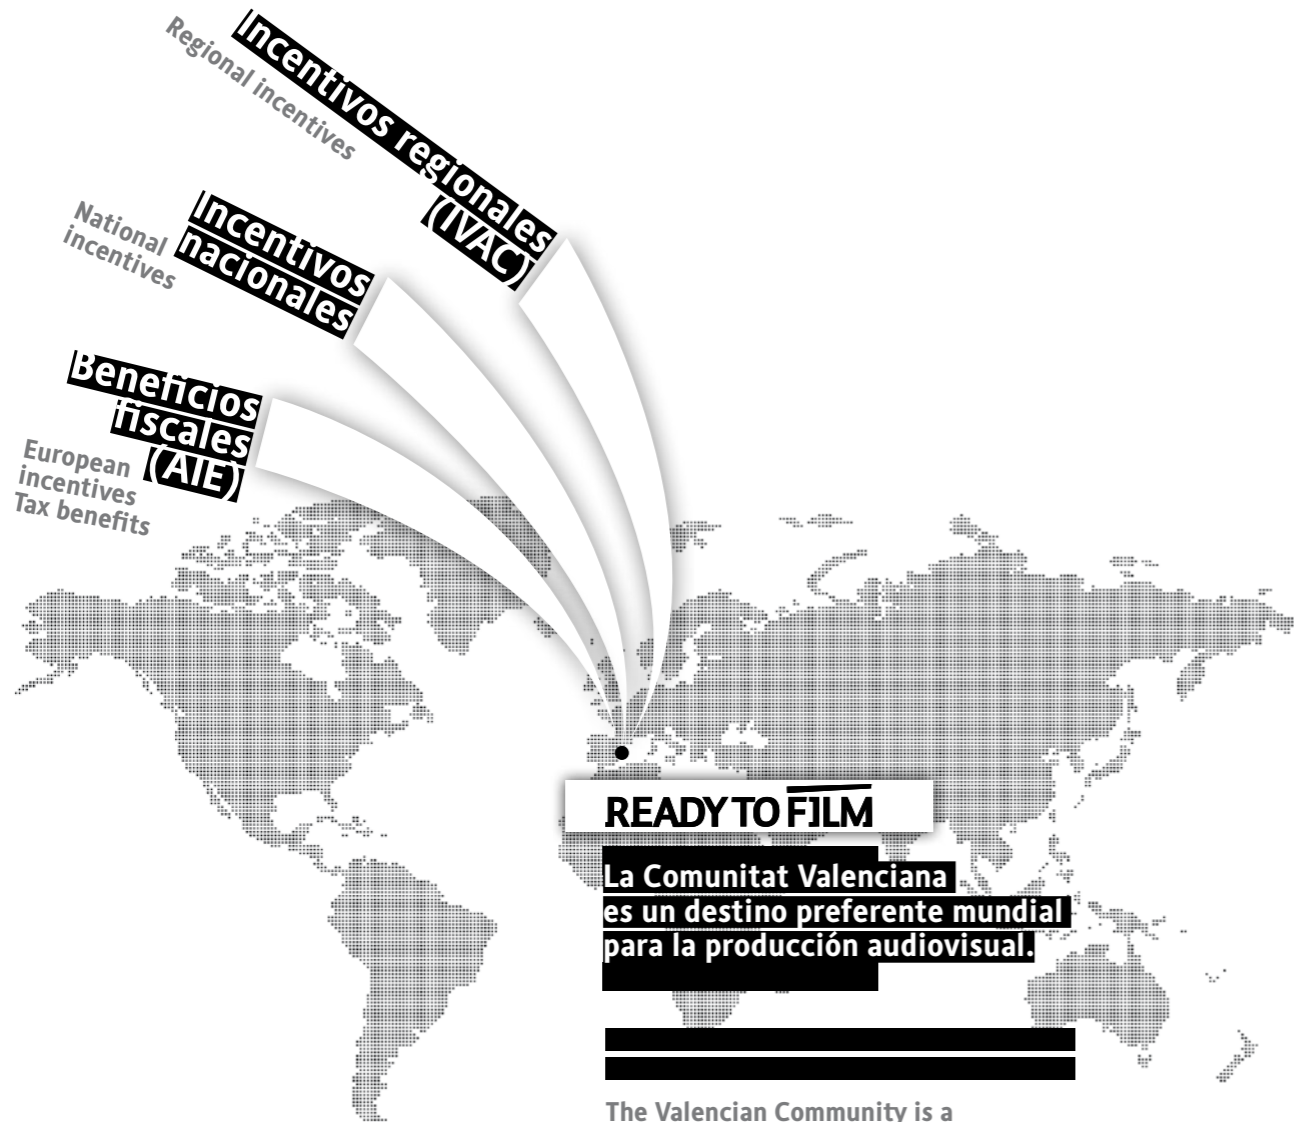 Incentivos regionales
(IVAC)
Regional incentives
Incentivos
nacionales
National
incentives
Beneficios
fiscales
(AIE)
European
incentives
Tax benefits
READY TO FILM
La Comunitat Valenciana
es un destino preferente mundial
para la producción audiovisual.
The Valencian Community is a